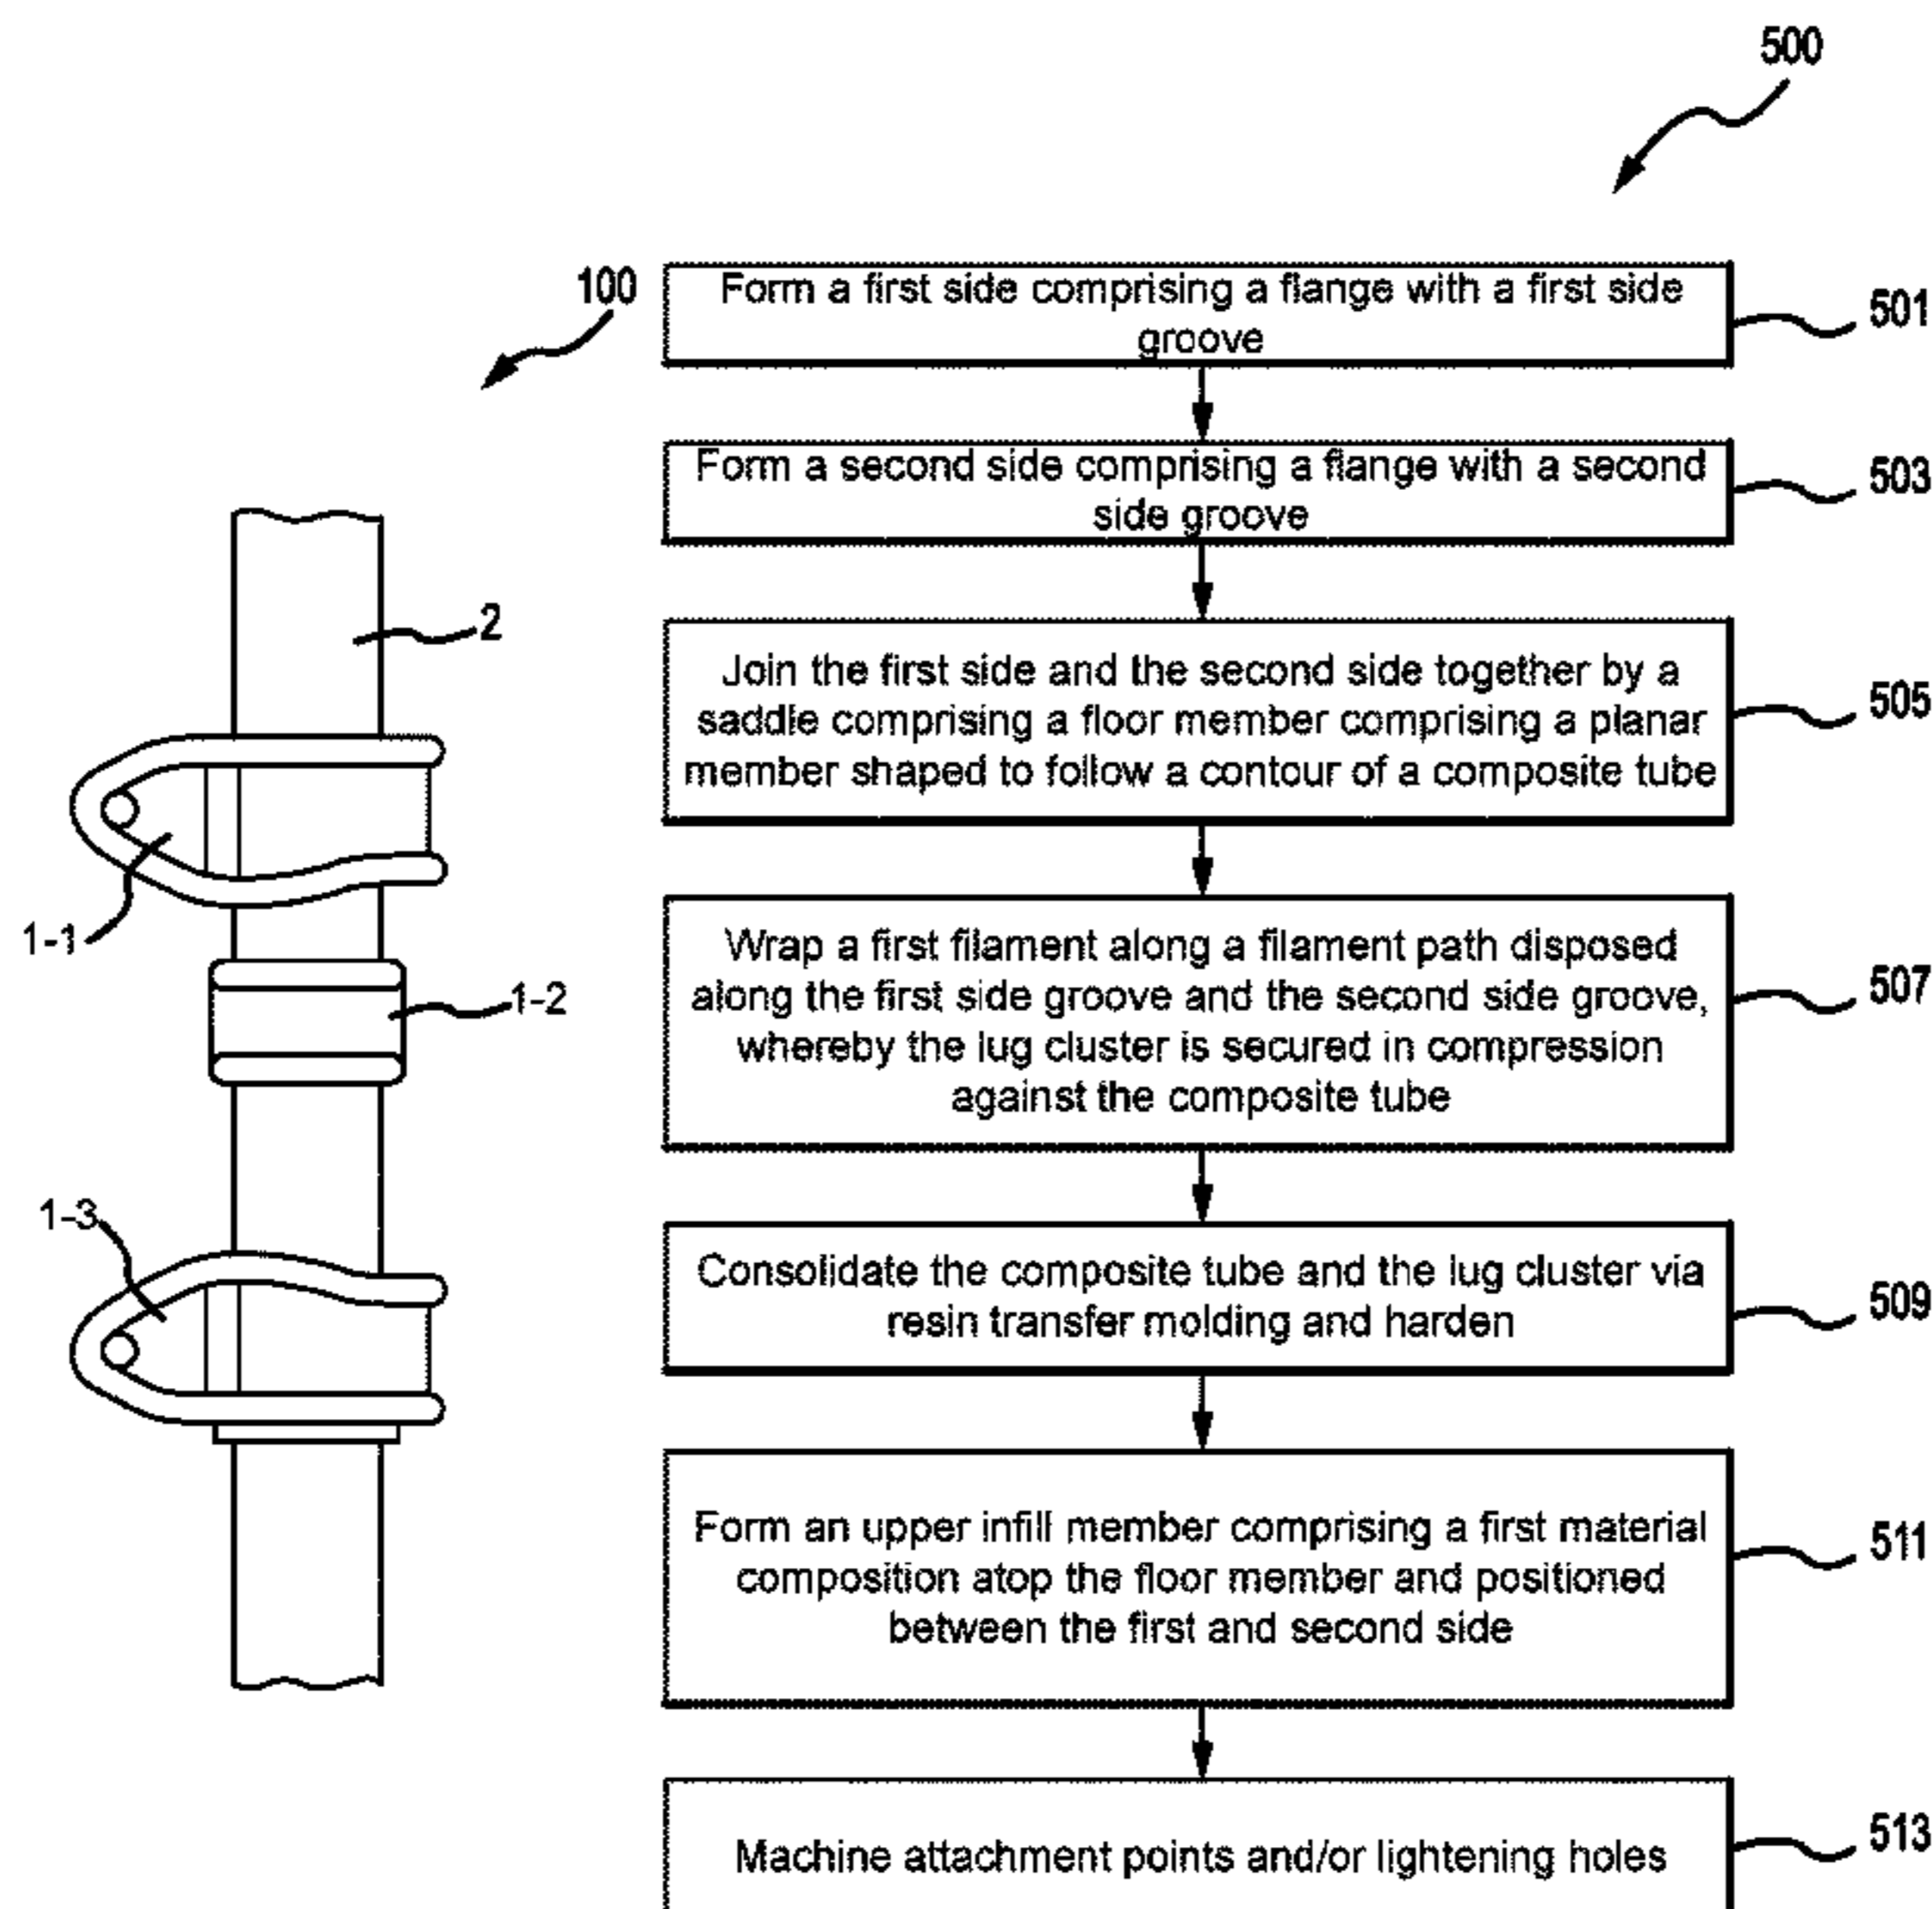 500
100
Form a first side comprising a flange with a first side
groove
501
Form a second side comprising a flange with a second
side groove
503
Join the first side and the second side together by a
saddle comprising a floor member comprising a planar
member shaped to follow a contour of a composite tube
505
Wrap a first filament along a filament path disposed
along the first side groove and the second side groove,
whereby the lug cluster is secured in compression
against the composite tube
507
Consolidate the composite tube and the lug cluster via
resin transfer molding and harden
509
Form an upper infill member comprising a first material
composition atop the floor member and positioned
between the first and second side
511
Machine attachment points and/or lightening holes
513
2
1-1
1-2
1-3